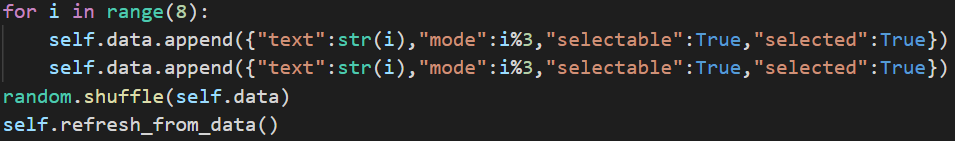 for i in range(8):
    self.data.append({"text":str(i),"mode":i%3,"selectable":True,"selected":True})
    self.data.append({"text":str(i),"mode":i%3,"selectable":True,"selected":True})
random.shuffle(self.data)
self.refresh_from_data()